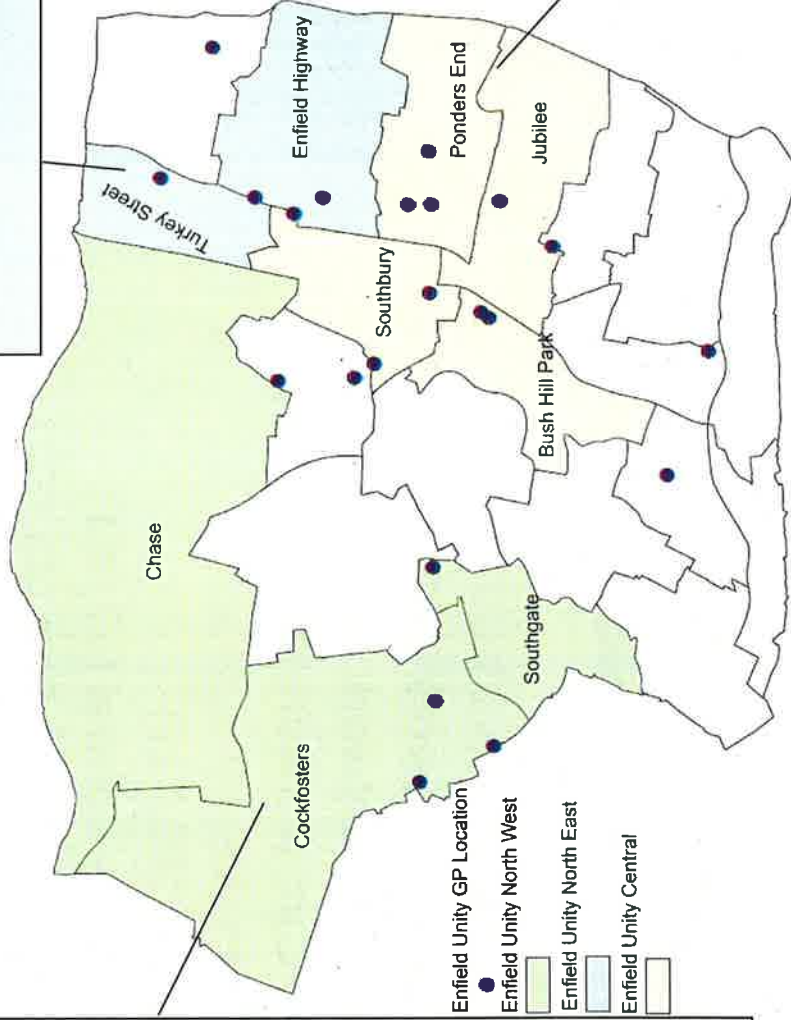 Turkey Street
Enfield Highway
Ponders End
Jubilee
Southbury
Bush Hill Park
Chase
Cockfosters
Southgate
Enfield Unity GP Location
Enfield Unity North West
Enfield Unity North East
Enfield Unity Central